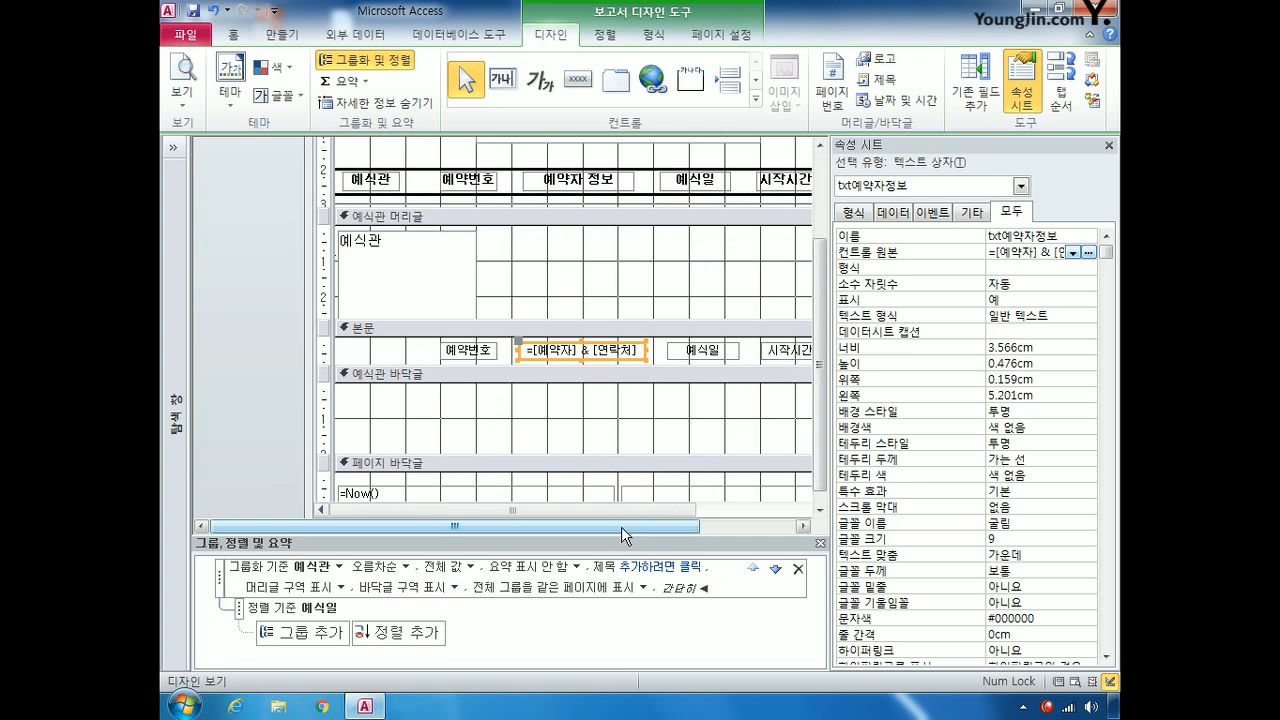 Microsoft Access
보고서 디자인 도구
YoungJin.com Y.
파일 홈 만들기 외부 데이터 데이터베이스 도구 디자인 정렬 형식 페이지 설정
보기
테마
색
글꼴
그룹화 및 정렬
Σ 요약
자세한 정보 숨기기
가나
가가
xxxx
가나다
이미지 삽입
페이지 번호
로고
제목
날짜 및 시간
기존 필드 추가
속성 시트
탭 순서
보기 테마 그룹화 및 요약 컨트롤 머리글/바닥글 도구
탐색 창
예식관 예약번호 예약자 정보 예식일 시작시간
예식관 머리글
예식관
본문
예약번호 =[예약자] & [연락처] 예식일 시작시간
예식관 바닥글
페이지 바닥글
=Now()
그룹, 정렬 및 요약
그룹화 기준 예식관 오름차순 , 전체 값 , 요약 표시 안 함 , 제목 추가하려면 클릭 ,
머리글 구역 표시 , 바닥글 구역 표시 , 전체 그룹을 같은 페이지에 표시 , 간단히
정렬 기준 예식일
그룹 추가 정렬 추가
속성 시트
선택 유형: 텍스트 상자(T)
txt예약자정보
형식 데이터 이벤트 기타 모두
이름 txt예약자정보
컨트롤 원본 =[예약자] & [연
형식
소수 자릿수 자동
표시 예
텍스트 형식 일반 텍스트
데이터시트 캡션
너비 3.566cm
높이 0.476cm
위쪽 0.159cm
왼쪽 5.201cm
배경 스타일 투명
배경색 색 없음
테두리 스타일 투명
테두리 두께 가는 선
테두리 색 색 없음
특수 효과 기본
스크롤 막대 없음
글꼴 이름 굴림
글꼴 크기 9
텍스트 맞춤 가운데
글꼴 두께 보통
글꼴 밑줄 아니요
글꼴 기울임꼴 아니요
문자색 #000000
줄 간격 0cm
하이퍼링크 아니요
디자인 보기
Num Lock